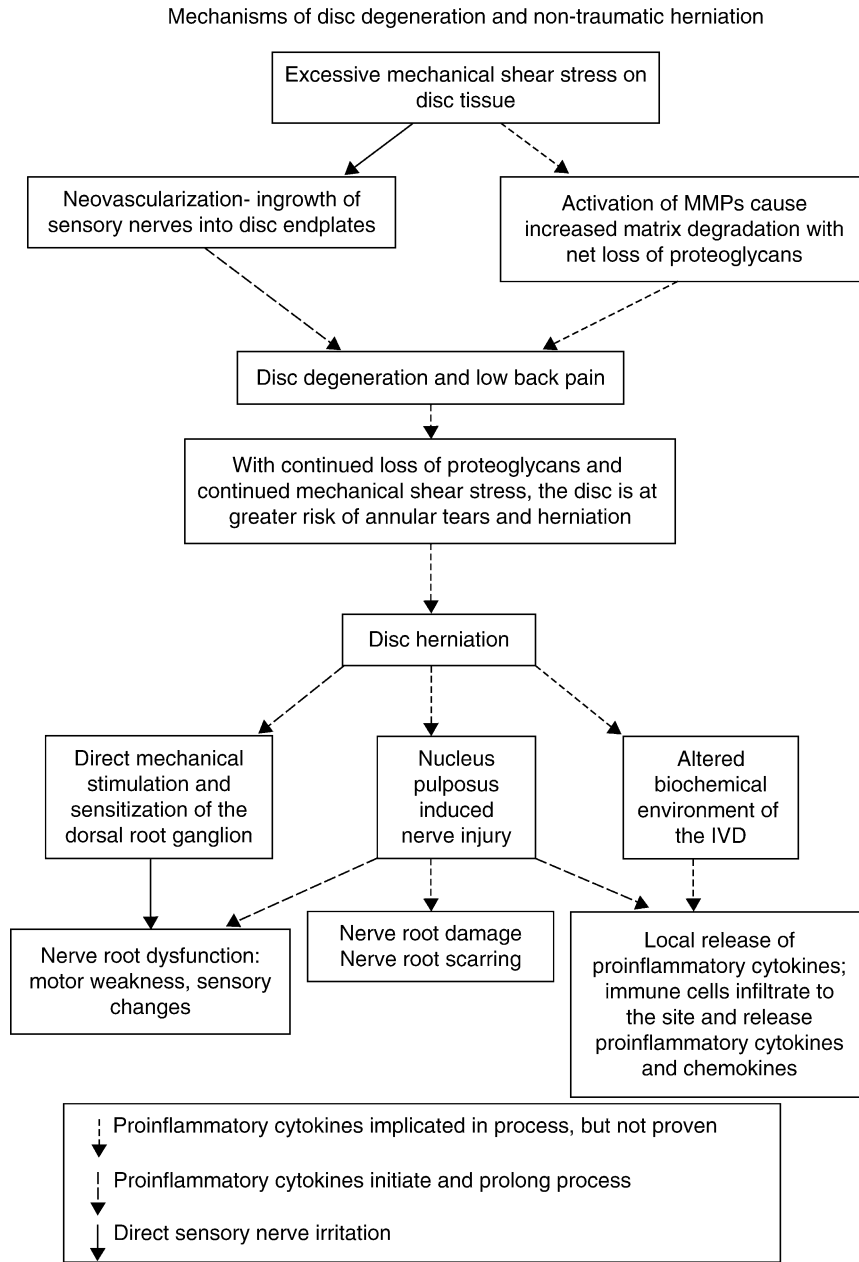 Mechanisms of disc degeneration and non-traumatic herniation
Excessive mechanical shear stress on
disc tissue
Neovascularization- ingrowth of
sensory nerves into disc endplates
Activation of MMPs cause
increased matrix degradation with
net loss of proteoglycans
Disc degeneration and low back pain
With continued loss of proteoglycans and
continued mechanical shear stress, the disc is at
greater risk of annular tears and herniation
Disc herniation
Direct mechanical
stimulation and
sensitization of the
dorsal root ganglion
Nucleus
pulposus
induced
nerve injury
Altered
biochemical
environment of
the IVD
Nerve root dysfunction:
motor weakness, sensory
changes
Nerve root damage
Nerve root scarring
Local release of
proinflammatory cytokines;
immune cells infiltrate to
the site and release
proinflammatory cytokines
and chemokines
Proinflammatory cytokines implicated in process, but not proven
Proinflammatory cytokines initiate and prolong process
Direct sensory nerve irritation